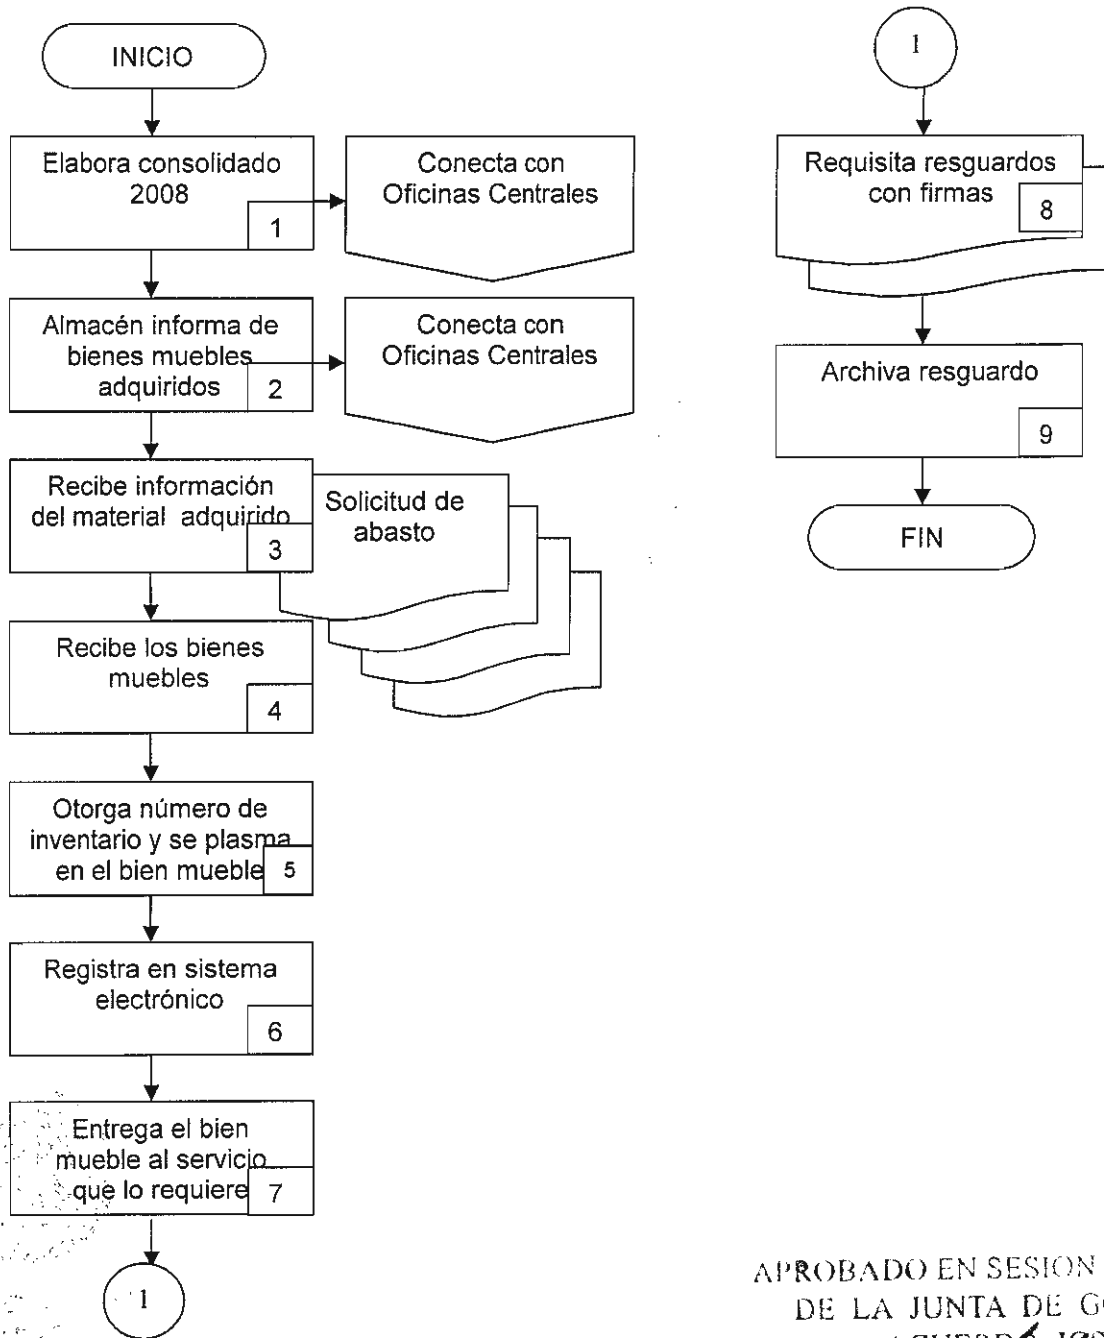 INICIO
Elabora consolidado
2008
1
Conecta con
Oficinas Centrales
Almacén informa de
bienes muebles
adquiridos
2
Conecta con
Oficinas Centrales
Recibe información
del material adquirido
3
Solicitud de
abasto
Recibe los bienes
muebles
4
Otorga número de
inventario y se plasma
en el bien mueble
5
Registra en sistema
electrónico
6
Entrega el bien
mueble al servicio
que lo requiere
7
1
1
Requisita resguardos
con firmas
8
Archiva resguardo
9
FIN
APROBADO EN SESION
DE LA JUNTA DE